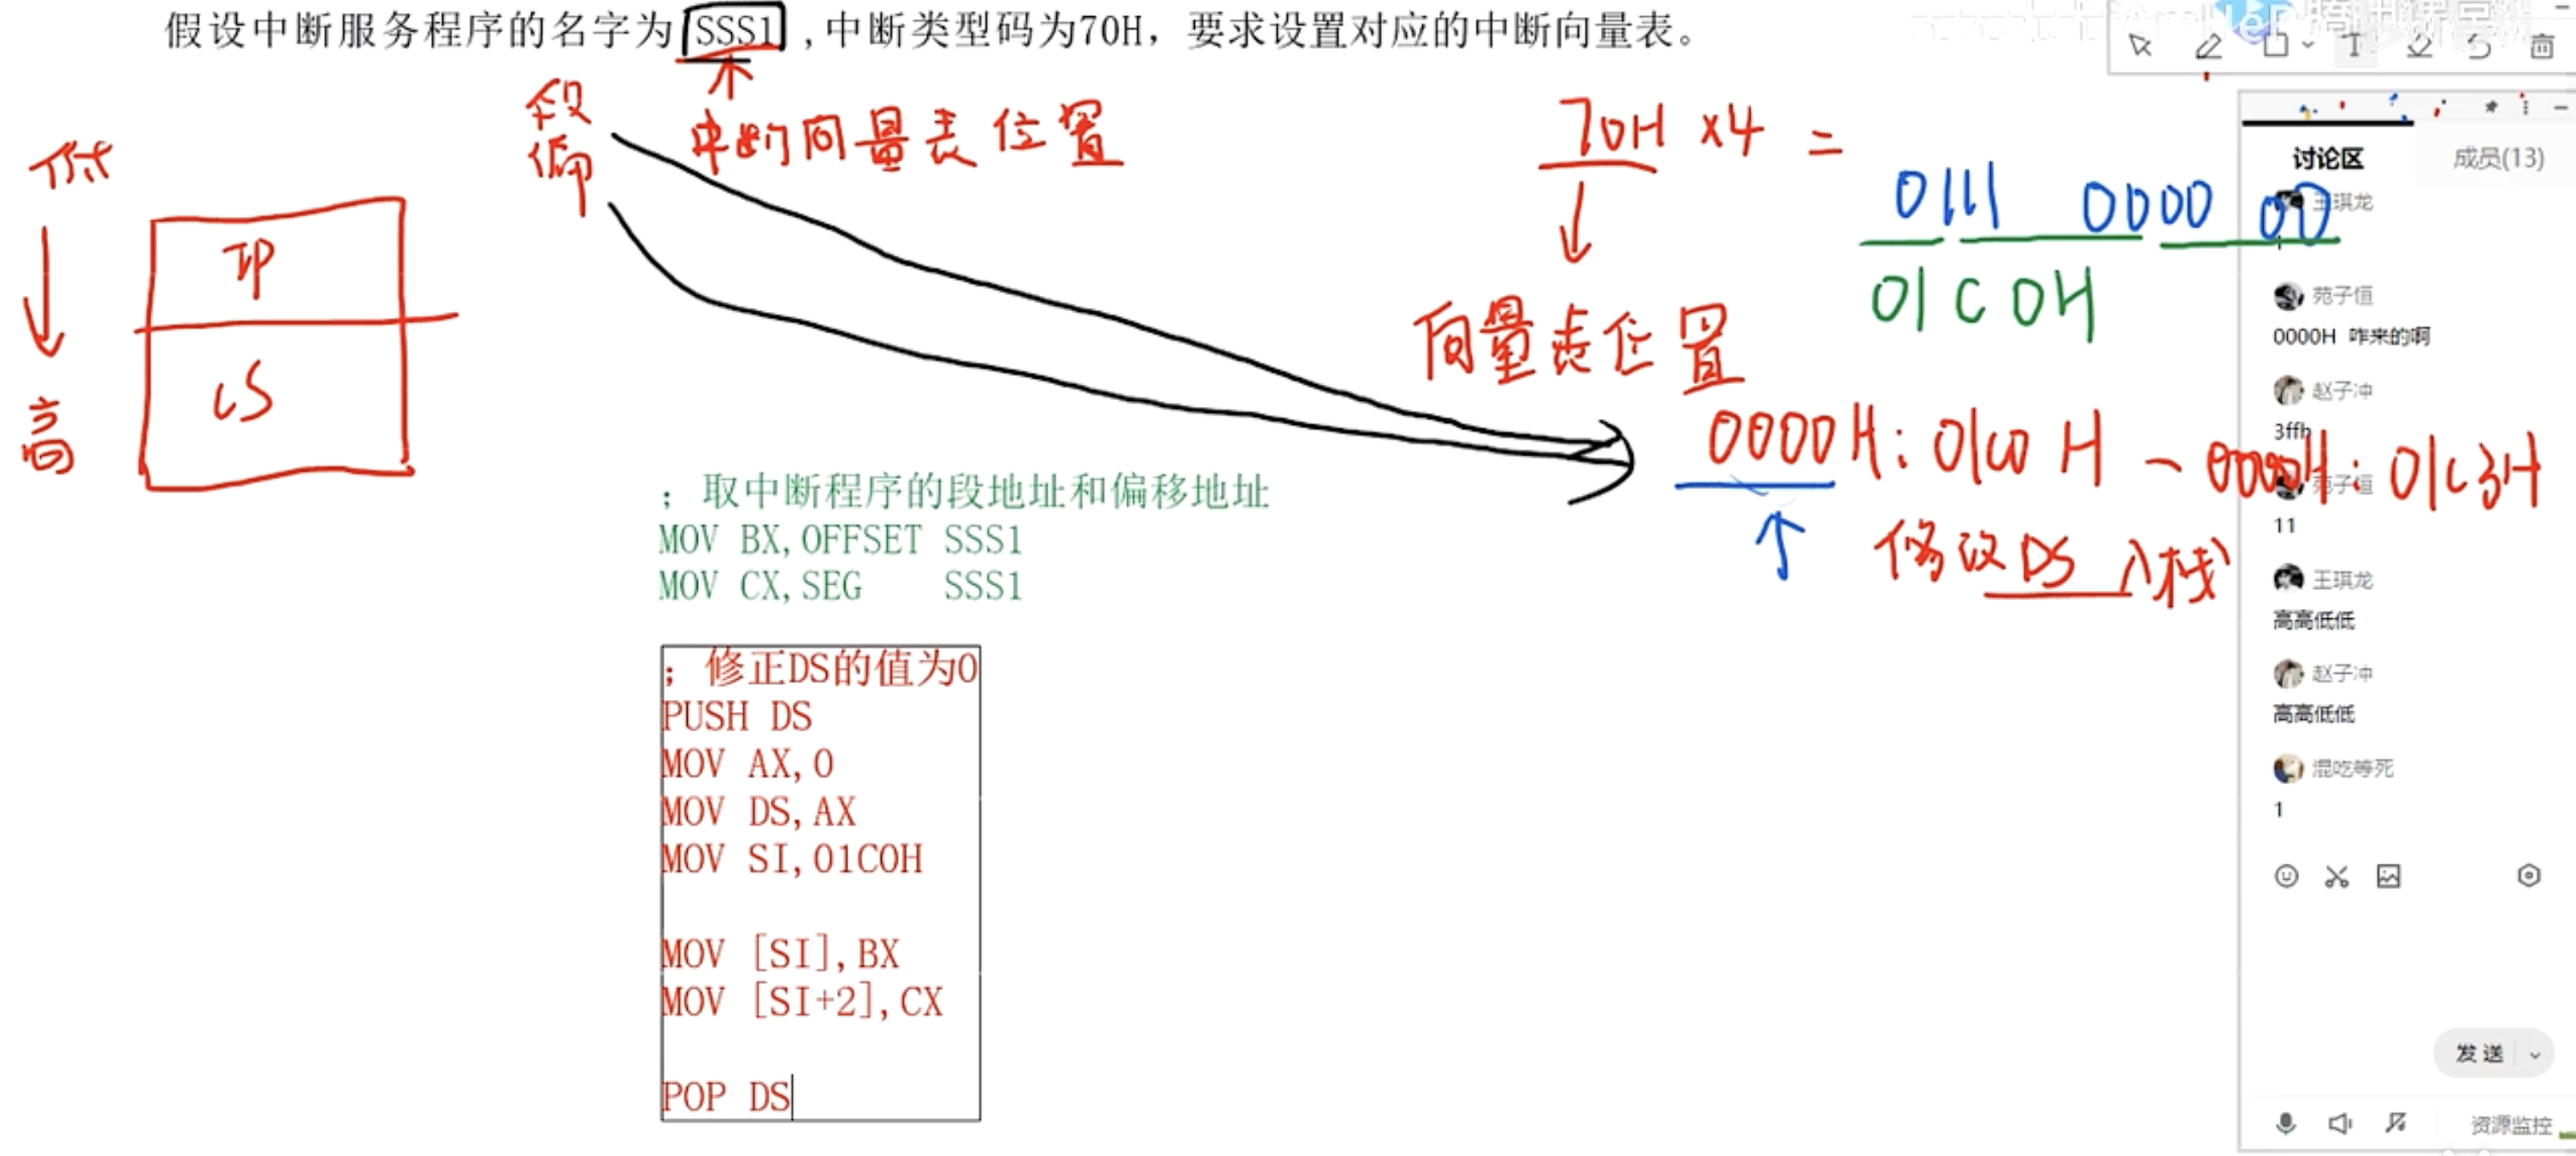 假设中断服务程序的名字为 SSS1 ,中断类型码为70H，要求设置对应的中断向量表。
段
偏
中断向量表位置
低
高
IP
CS
70H ×4 =
0111 0000 00
01C0H
向量表位置
0000H:01C0H - 0000H:01C3H
修改DS 入栈
; 取中断程序的段地址和偏移地址
MOV BX,OFFSET SSS1
MOV CX,SEG SSS1
; 修正DS的值为0
PUSH DS
MOV AX,0
MOV DS,AX
MOV SI,01C0H
MOV [SI],BX
MOV [SI+2],CX
POP DS
讨论区 成员(13)
王琪龙
苑子恒
0000H 咋来的啊
赵子冲
3ffh
苑子恒
11
王琪龙
高高低低
赵子冲
高高低低
混吃等死
1
发送
资源监控